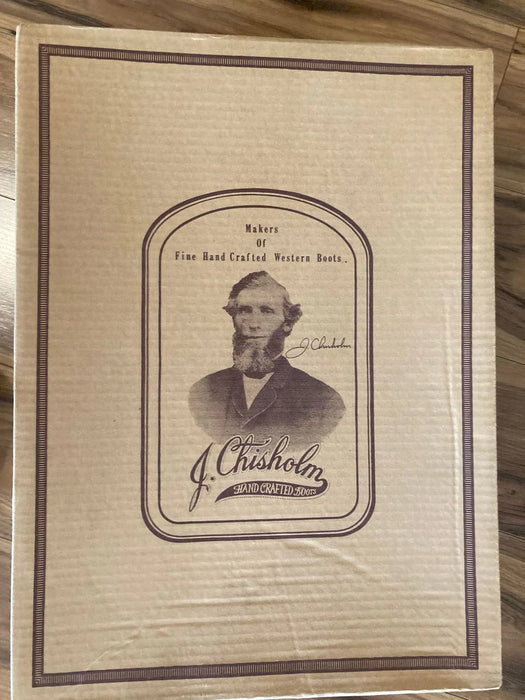 Makers
Of
Fine Hand Crafted Western Boots.
J. Chisholm
J. Chisholm
HAND CRAFTED BOOTS